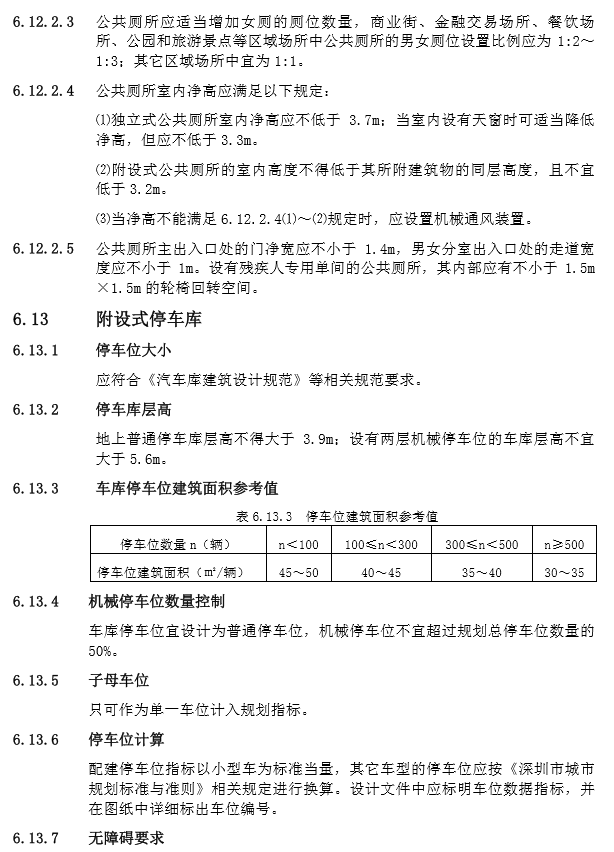 6.12.2.3 公共厕所应适当增加女厕的厕位数量，商业街、金融交易场所、餐饮场
所、公园和旅游景点等区域场所中公共厕所的男女厕位设置比例应为 1:2～
1:3；其它区域场所中宜为1:1。
6.12.2.4 公共厕所室内净高应满足以下规定：
⑴独立式公共厕所室内净高应不低于 3.7m；当室内设有天窗时可适当降低
净高，但应不低于3.3m。
⑵附设式公共厕所的室内高度不得低于其所附建筑物的同层高度，且不宜
低于3.2m。
⑶当净高不能满足6.12.2.4⑴～⑵规定时，应设置机械通风装置。
6.12.2.5 公共厕所主出入口处的门净宽应不小于 1.4m，男女分室出入口处的走道宽
度应不小于 1m。设有残疾人专用单间的公共厕所，其内部应有不小于 1.5m
×1.5m的轮椅回转空间。
6.13 附设式停车库
6.13.1 停车位大小
应符合《汽车库建筑设计规范》等相关规范要求。
6.13.2 停车库层高
地上普通停车库层高不得大于 3.9m；设有两层机械停车位的车库层高不宜
大于5.6m。
6.13.3 车库停车位建筑面积参考值
表6.13.3 停车位建筑面积参考值
停车位数量n（辆） n＜100 100≤n＜300 300≤n＜500 n≥500
停车位建筑面积（㎡/辆） 45～50 40～45 35～40 30～35
6.13.4 机械停车位数量控制
车库停车位宜设计为普通停车位，机械停车位不宜超过规划总停车位数量的
50%。
6.13.5 子母车位
只可作为单一车位计入规划指标。
6.13.6 停车位计算
配建停车位指标以小型车为标准当量，其它车型的停车位应按《深圳市城市
规划标准与准则》相关规定进行换算。设计文件中应标明车位数据指标，并
在图纸中详细标出车位编号。
6.13.7 无障碍要求